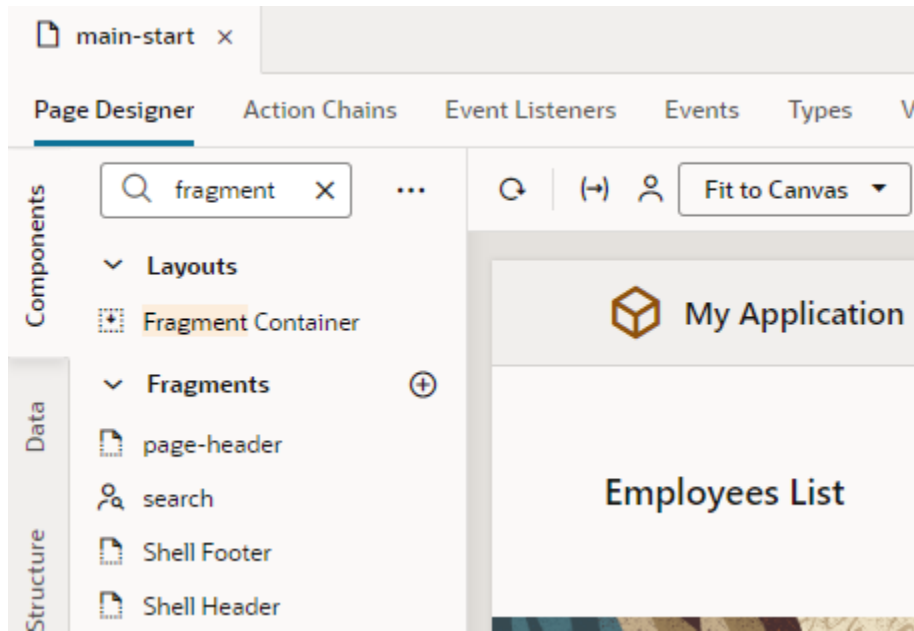 main-start
Page Designer Action Chains Event Listeners Events Types V
Components
fragment
Fit to Canvas
Layouts
Fragment Container
Fragments
page-header
search
Shell Footer
Shell Header
Data
Structure
My Application
Employees List